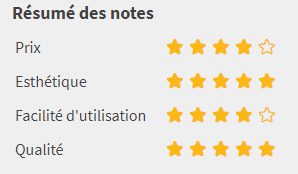 Résumé des notes
Prix
Esthétique
Facilité d'utilisation
Qualité